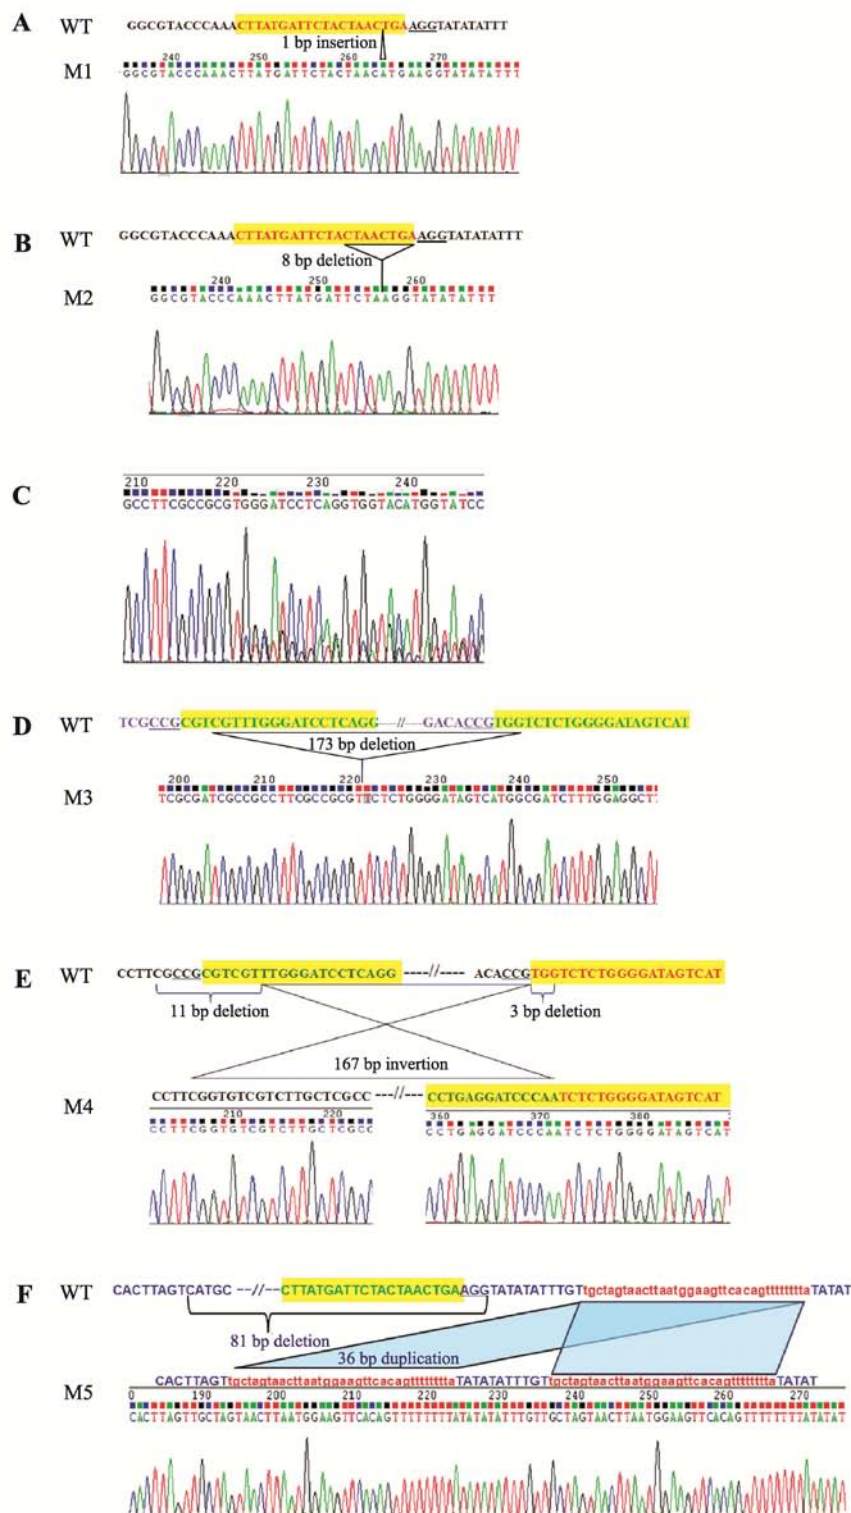 A WT GGCGTACCCAAACTTATGATTCTACTAACTGAAGGTATATATTT
1 bp insertion
240 250 260 270
M1 GGCGTACCCAAACTTATGATTCTACTAACATGAAGGTATATATTT
B WT GGCGTACCCAAACTTATGATTCTACTAACTGAAGGTATATATTT
8 bp deletion
240 250 260
M2 GGCGTACCCAAACTTATGATTCTAAGGTATATATTT
C
210 220 230 240
GCCTTCGCCGCGTGGGATCCTCAGGTGGTACATGGTATCC
D WT TCGCCGCGTCGTTTGGGATCCTCAGG—//—GACACCGTGGTCTCTGGGGATAGTCAT
173 bp deletion
200 210 220 230 240 250
M3 TCGCGATCGCCGCCTTCGCCGCGTTCTCTGGGGATAGTCATGGCGATCTTTGGAGGCT
E WT CCTTCGCCGCGTCGTTTGGGATCCTCAGG ----//---- ACACCGTGGTCTCTGGGGATAGTCAT
11 bp deletion 3 bp deletion
167 bp invertion
M4 CCTTCGGTGTCGTCTTGCTCGCC ---//--- CCTGAGGATCCCAATCTCTGGGGATAGTCAT
210 220 360 370 380
CCTTCGGTGTCGTCTTGCTCGCC CCTGAGGATCCCAATCTCTGGGGATAGTCAT
F WT CACTTAGTCATGC --//--- CTTATGATTCTACTAACTGAAGGTATATATTTGTtgctagtaacttaatggaagttcacagtttttttttaTATAT
81 bp deletion
36 bp duplication
CACTTAGTtgctagtaacttaatggaagttcacagtttttttttaTATATATTTGTtgctagtaacttaatggaagttcacagtttttttttaTATAT
M5 0 190 200 210 220 230 240 250 260 270
CACTTAGTTGCTAGTAACTTAATGGAAGTTCACAGTTTTTTTTTATATATATTTGTTGCTAGTAACTTAATGGAAGTTCACAGTTTTTTTTTATATAT